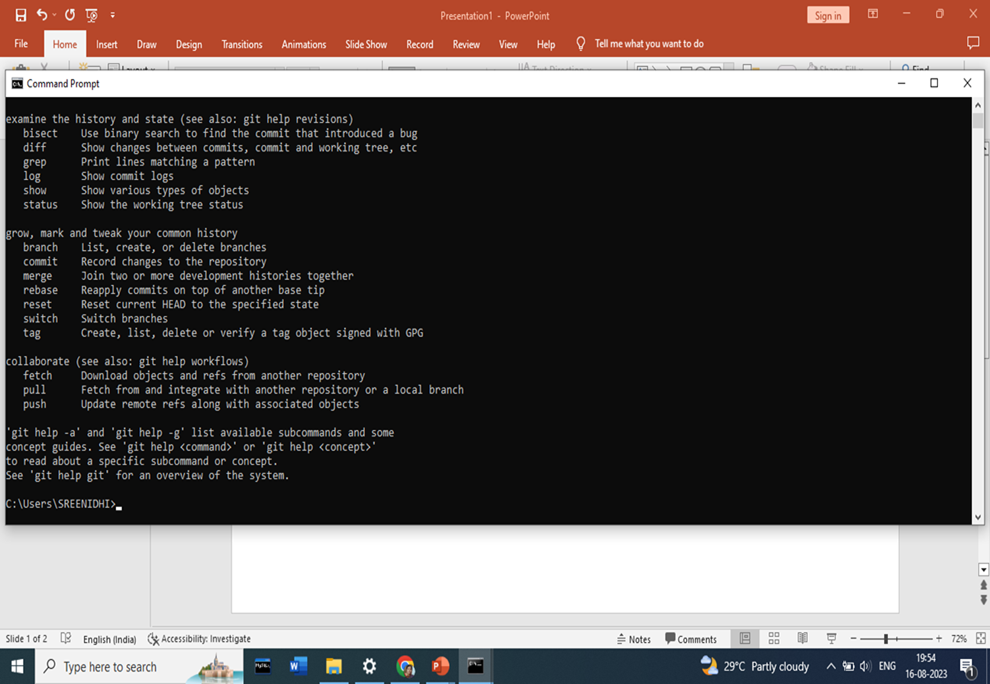 Presentation1 - PowerPoint
Sign in
File Home Insert Draw Design Transitions Animations Slide Show Record Review View Help Tell me what you want to do
Command Prompt
examine the history and state (see also: git help revisions)
bisect Use binary search to find the commit that introduced a bug
diff Show changes between commits, commit and working tree, etc
grep Print lines matching a pattern
log Show commit logs
show Show various types of objects
status Show the working tree status
grow, mark and tweak your common history
branch List, create, or delete branches
commit Record changes to the repository
merge Join two or more development histories together
rebase Reapply commits on top of another base tip
reset Reset current HEAD to the specified state
switch Switch branches
tag Create, list, delete or verify a tag object signed with GPG
collaborate (see also: git help workflows)
fetch Download objects and refs from another repository
pull Fetch from and integrate with another repository or a local branch
push Update remote refs along with associated objects
'git help -a' and 'git help -g' list available subcommands and some
concept guides. See 'git help <command>' or 'git help <concept>'
to read about a specific subcommand or concept.
See 'git help git' for an overview of the system.
C:\Users\SREENIDHI>
Slide 1 of 2 English (India) Accessibility: Investigate Notes Comments 72%
Type here to search 29°C Partly cloudy ENG 19:54
16-08-2023 1